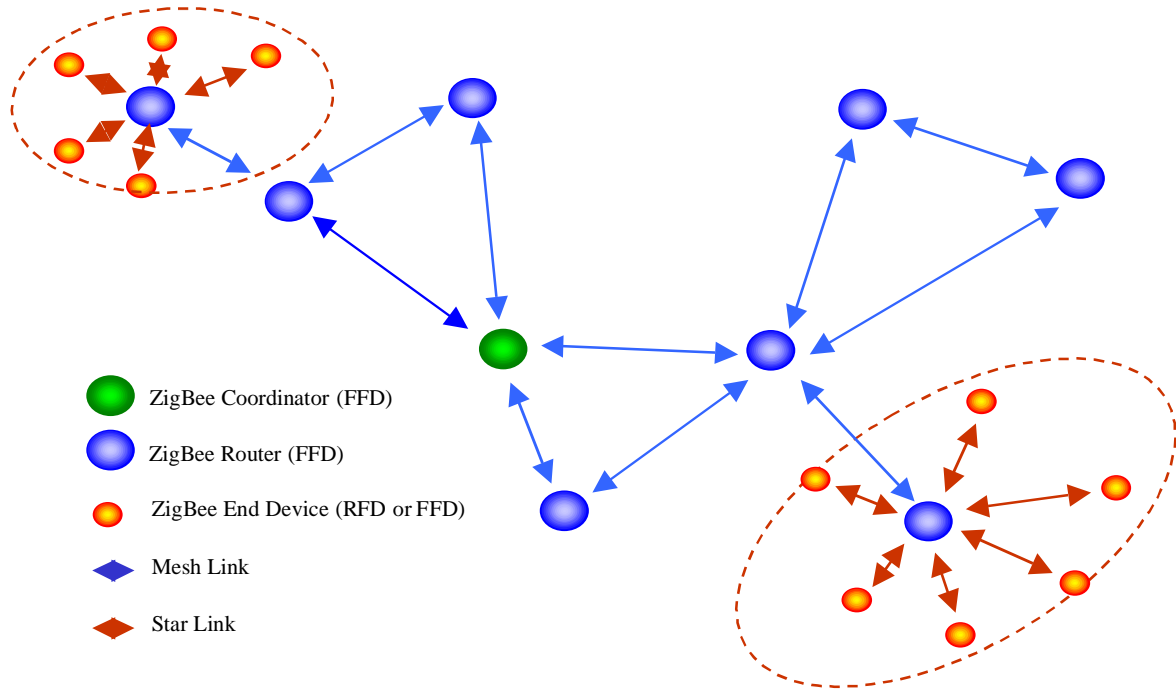 ZigBee Coordinator (FFD)
ZigBee Router (FFD)
ZigBee End Device (RFD or FFD)
Mesh Link
Star Link